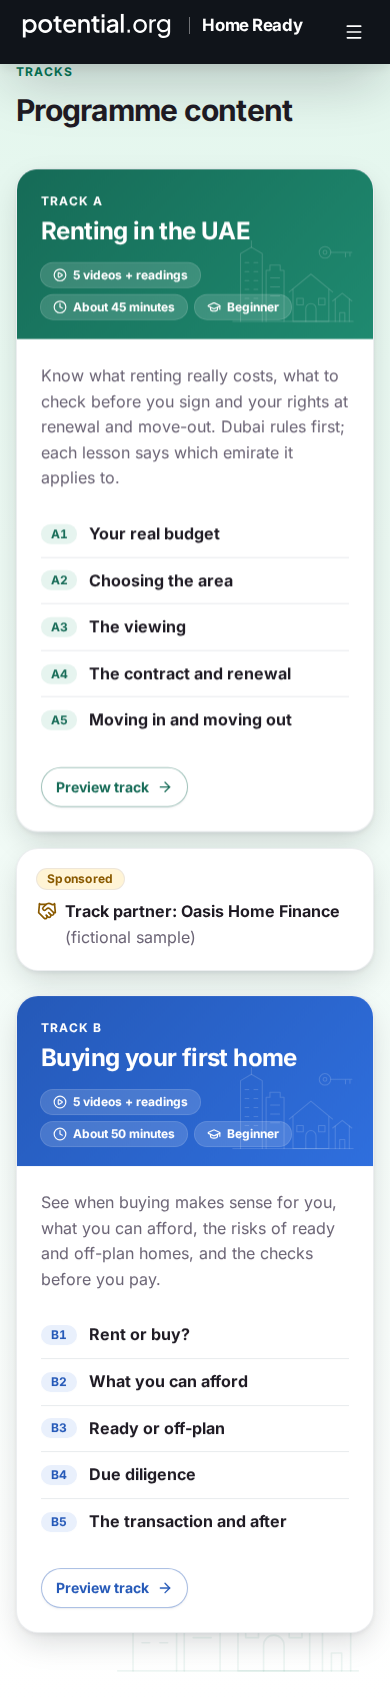 potential.org | Home Ready
TRACKS
Programme content
TRACK A
Renting in the UAE
5 videos + readings
About 45 minutes
Beginner
Know what renting really costs, what to
check before you sign and your rights at
renewal and move-out. Dubai rules first;
each lesson says which emirate it
applies to.
A1 Your real budget
A2 Choosing the area
A3 The viewing
A4 The contract and renewal
A5 Moving in and moving out
Preview track →
Sponsored
Track partner: Oasis Home Finance
(fictional sample)
TRACK B
Buying your first home
5 videos + readings
About 50 minutes
Beginner
See when buying makes sense for you,
what you can afford, the risks of ready
and off-plan homes, and the checks
before you pay.
B1 Rent or buy?
B2 What you can afford
B3 Ready or off-plan
B4 Due diligence
B5 The transaction and after
Preview track →